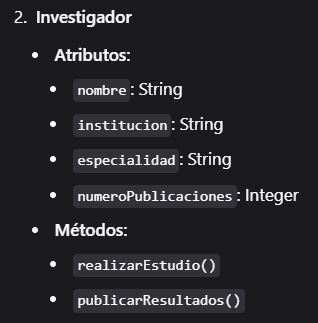 2. Investigador
• Atributos:
• nombre: String
• institucion: String
• especialidad: String
• numeroPublicaciones: Integer
• Métodos:
• realizarEstudio()
• publicarResultados()